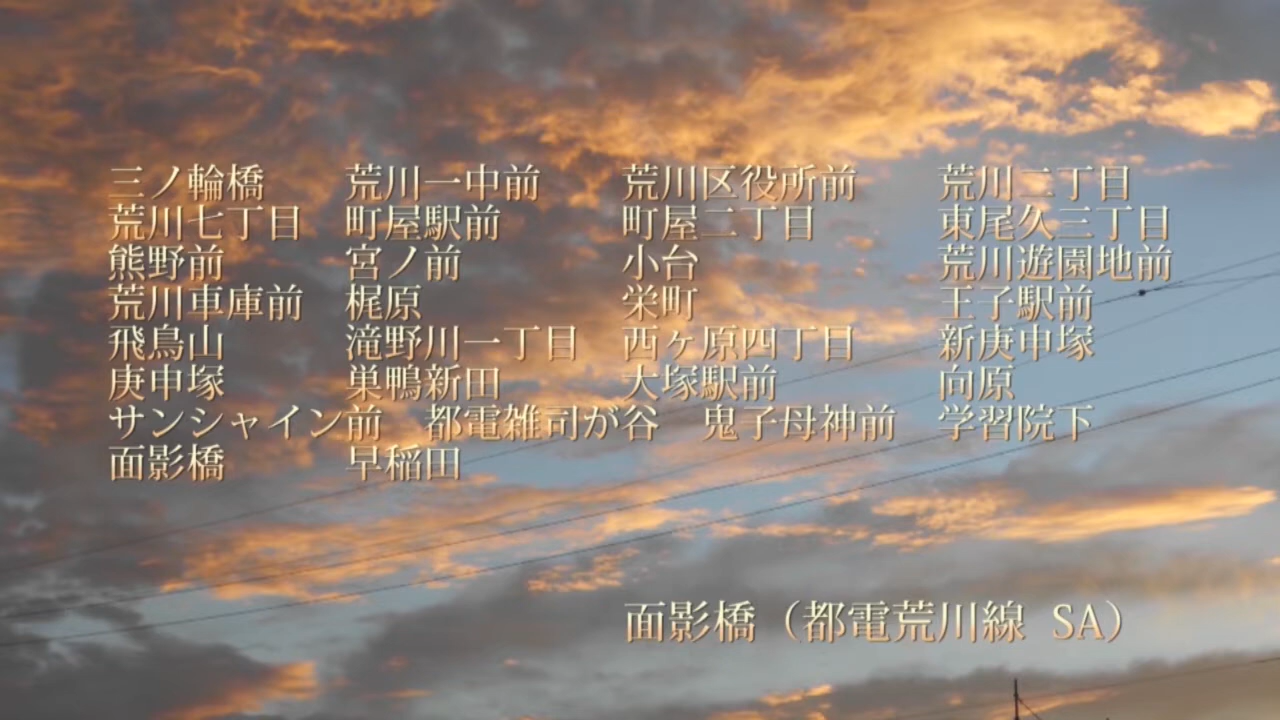 三ノ輪橋 荒川一中前 荒川区役所前 荒川二丁目
荒川七丁目 町屋駅前 町屋二丁目 東尾久三丁目
熊野前 宮ノ前 小台 荒川遊園地前
荒川車庫前 梶原 栄町 王子駅前
飛鳥山 滝野川一丁目 西ヶ原四丁目 新庚申塚
庚申塚 巣鴨新田 大塚駅前 向原
サンシャイン前 都電雑司が谷 鬼子母神前 学習院下
面影橋 早稲田
面影橋（都電荒川線 SA）